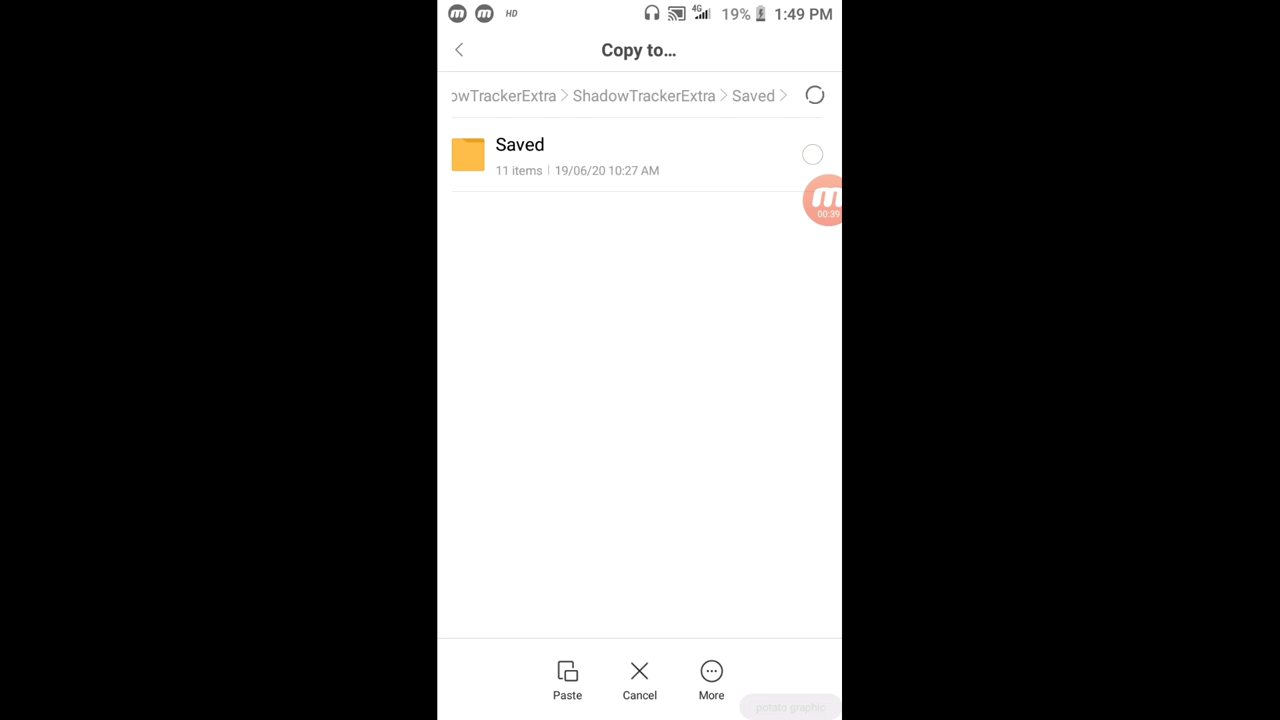 HD 4G 19% 1:49 PM
Copy to...
owTrackerExtra > ShadowTrackerExtra > Saved >
Saved
11 items | 19/06/20 10:27 AM
m
00:39
Paste Cancel More
potato graphic